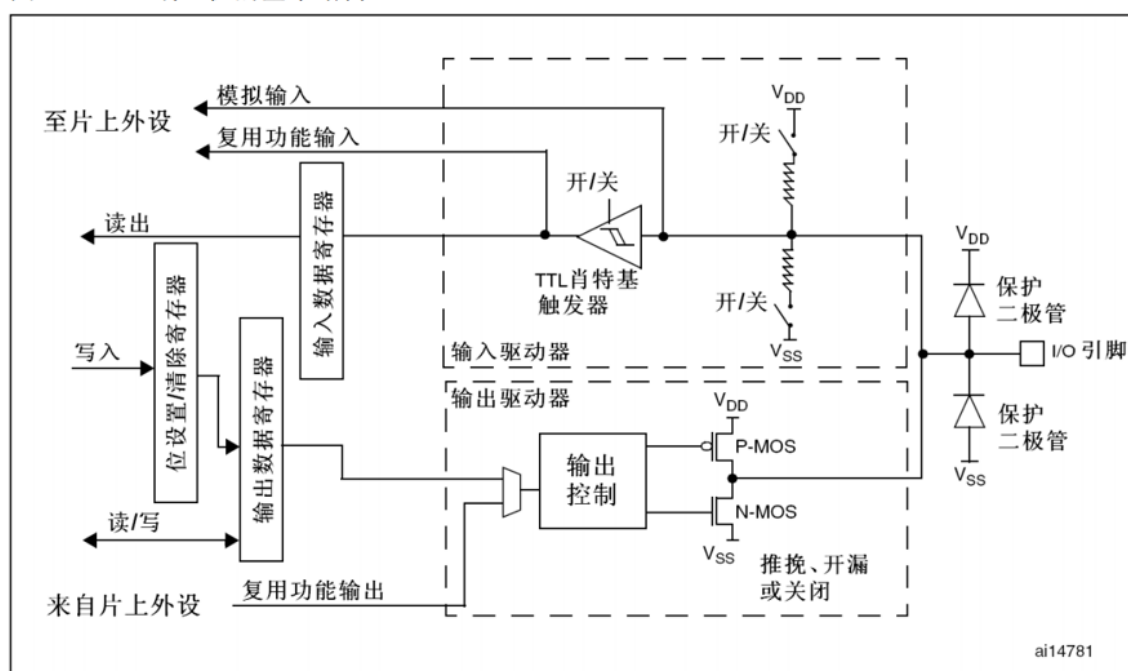 至片上外设
模拟输入
复用功能输入
读出
输入数据寄存器
位设置/清除寄存器
写入
输出数据寄存器
读/写
来自片上外设
复用功能输出
开/关
TTL肖特基
触发器
VDD
开/关
开/关
VSS
输入驱动器
输出驱动器
VDD
P-MOS
输出
控制
N-MOS
VSS
推挽、开漏
或关闭
VDD
保护
二极管
I/O 引脚
保护
二极管
VSS
ai14781